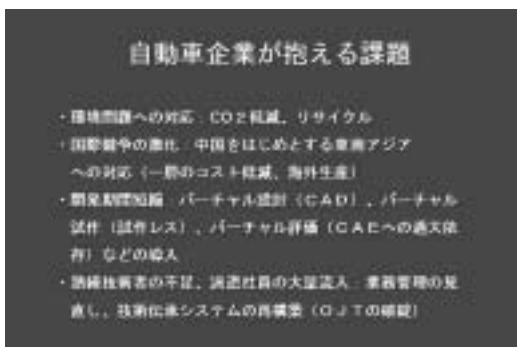 自動車企業が抱える課題
・環境問題への対応：CO2低減、リサイクル
・国際競争の激化：中国をはじめとする東南アジア
への対応（一層のコスト低減、海外生産）
・開発期間短縮：バーチャル設計（CAD）、バーチャル
試作（試作レス）、バーチャル評価（CAEへの過大依
存）などの導入
・熟練技術者の不足、派遣社員の大量流入：業務管理の見
直し、技術伝承システムの再構築（OJTの破綻）